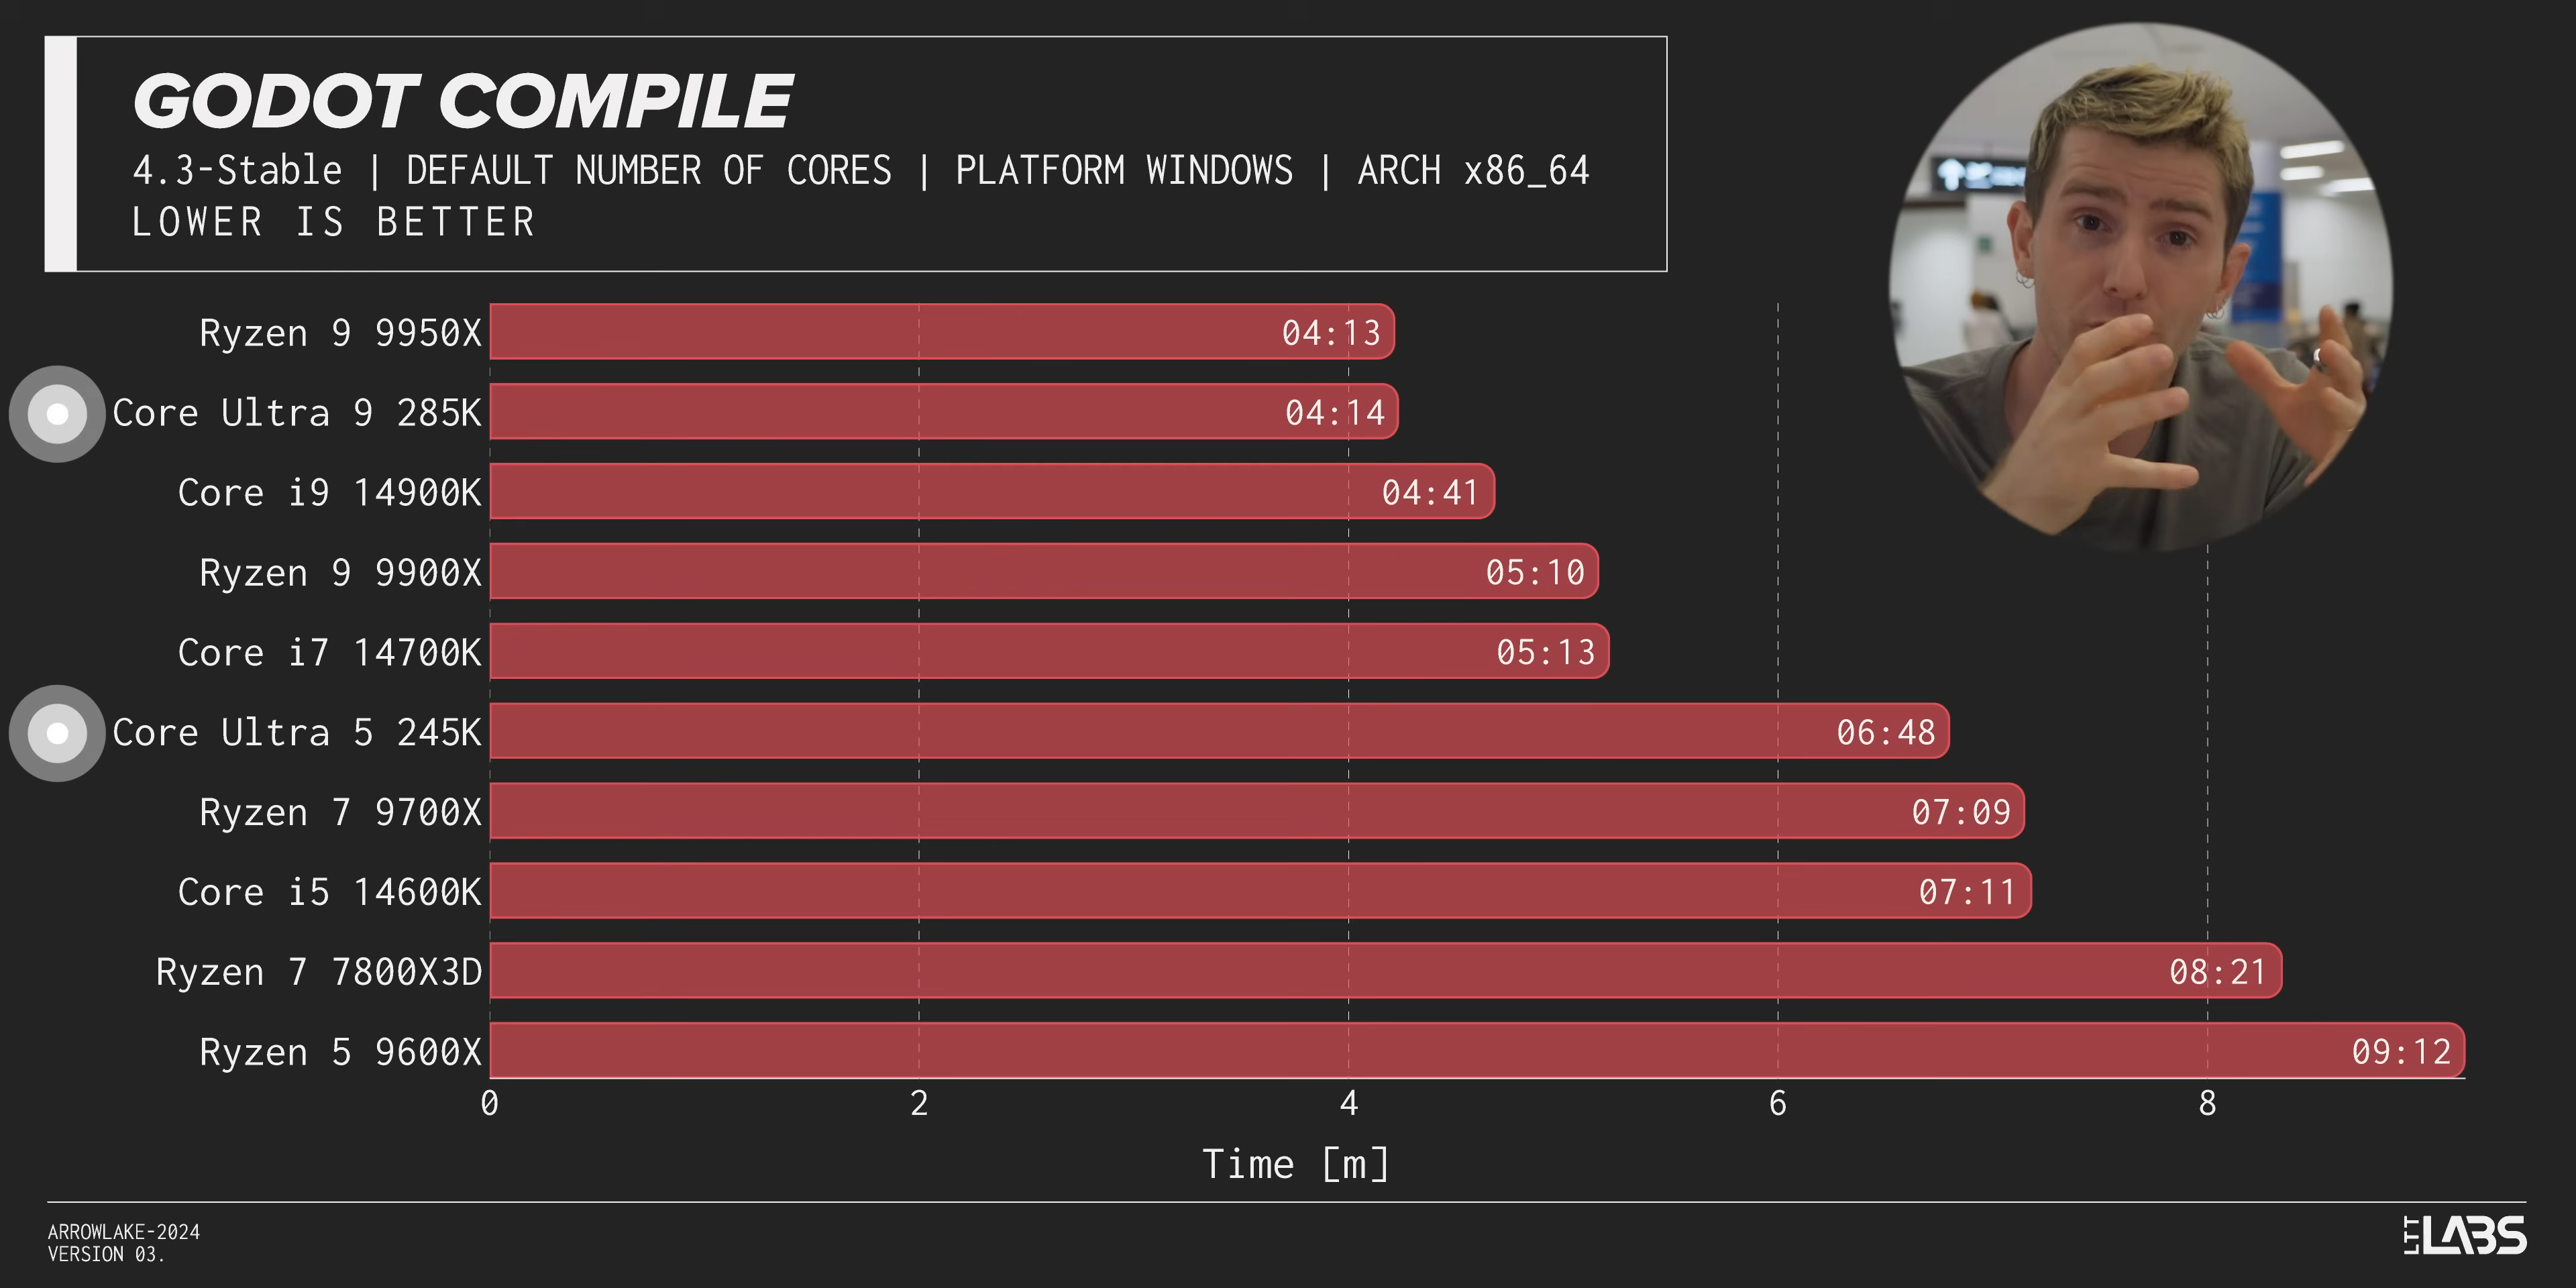 GODOT COMPILE
4.3-Stable | DEFAULT NUMBER OF CORES | PLATFORM WINDOWS | ARCH x86_64
LOWER IS BETTER
Ryzen 9 9950X 04:13
Core Ultra 9 285K 04:14
Core i9 14900K 04:41
Ryzen 9 9900X 05:10
Core i7 14700K 05:13
Core Ultra 5 245K 06:48
Ryzen 7 9700X 07:09
Core i5 14600K 07:11
Ryzen 7 7800X3D 08:21
Ryzen 5 9600X 09:12
0 2 4 6 8
Time [m]
ARROWLAKE-2024
VERSION 03.
LTT LABS